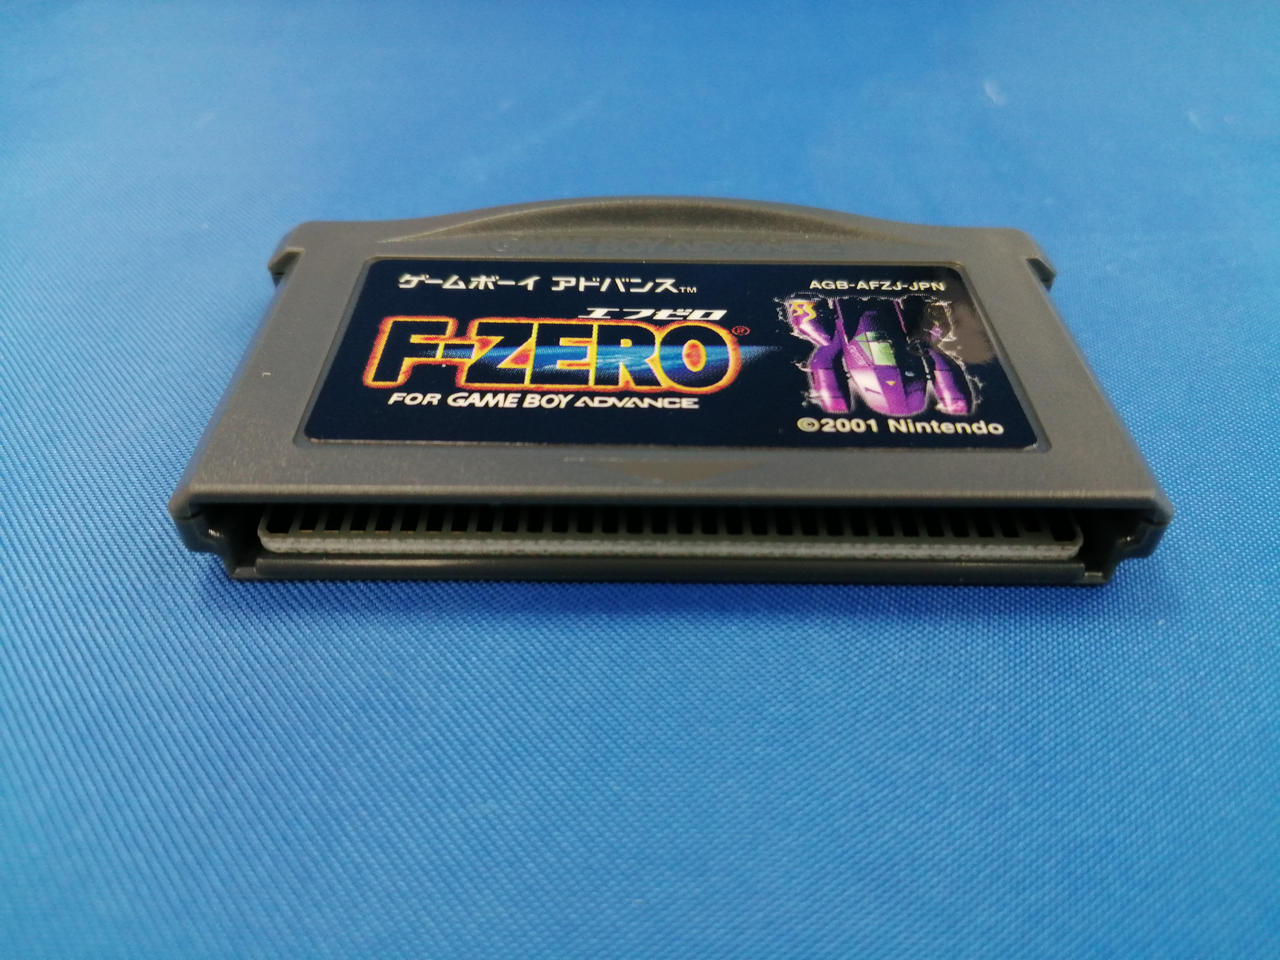 GAME BOY ADVANCE
ゲームボーイ アドバンス™
AGB-AFZJ-JPN
エフゼロ
F-ZERO®
FOR GAME BOY ADVANCE
©2001 Nintendo